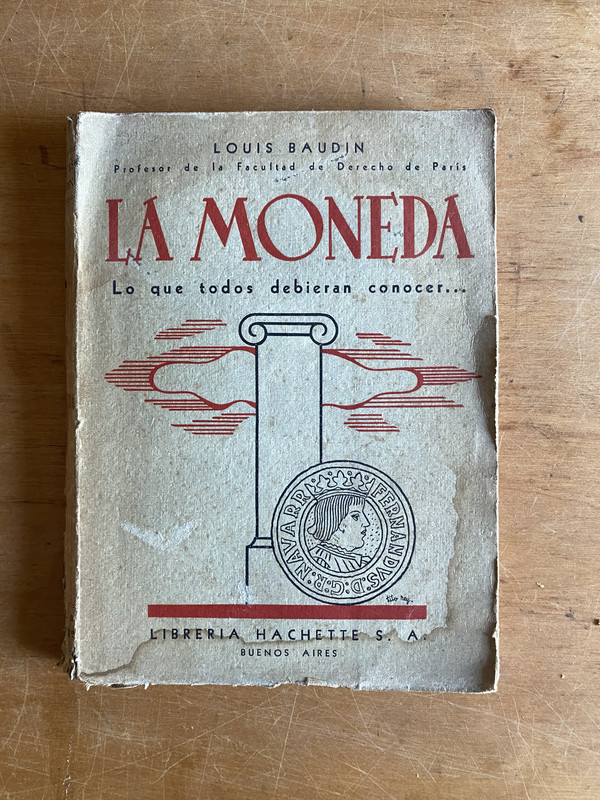 LOUIS BAUDIN
Profesor de la Facultad de Derecho de París
LA MONEDA
Lo que todos debieran conocer...
FERNANDVS.D:G:R:NAVARR
LIBRERIA HACHETTE S. A.
BUENOS AIRES